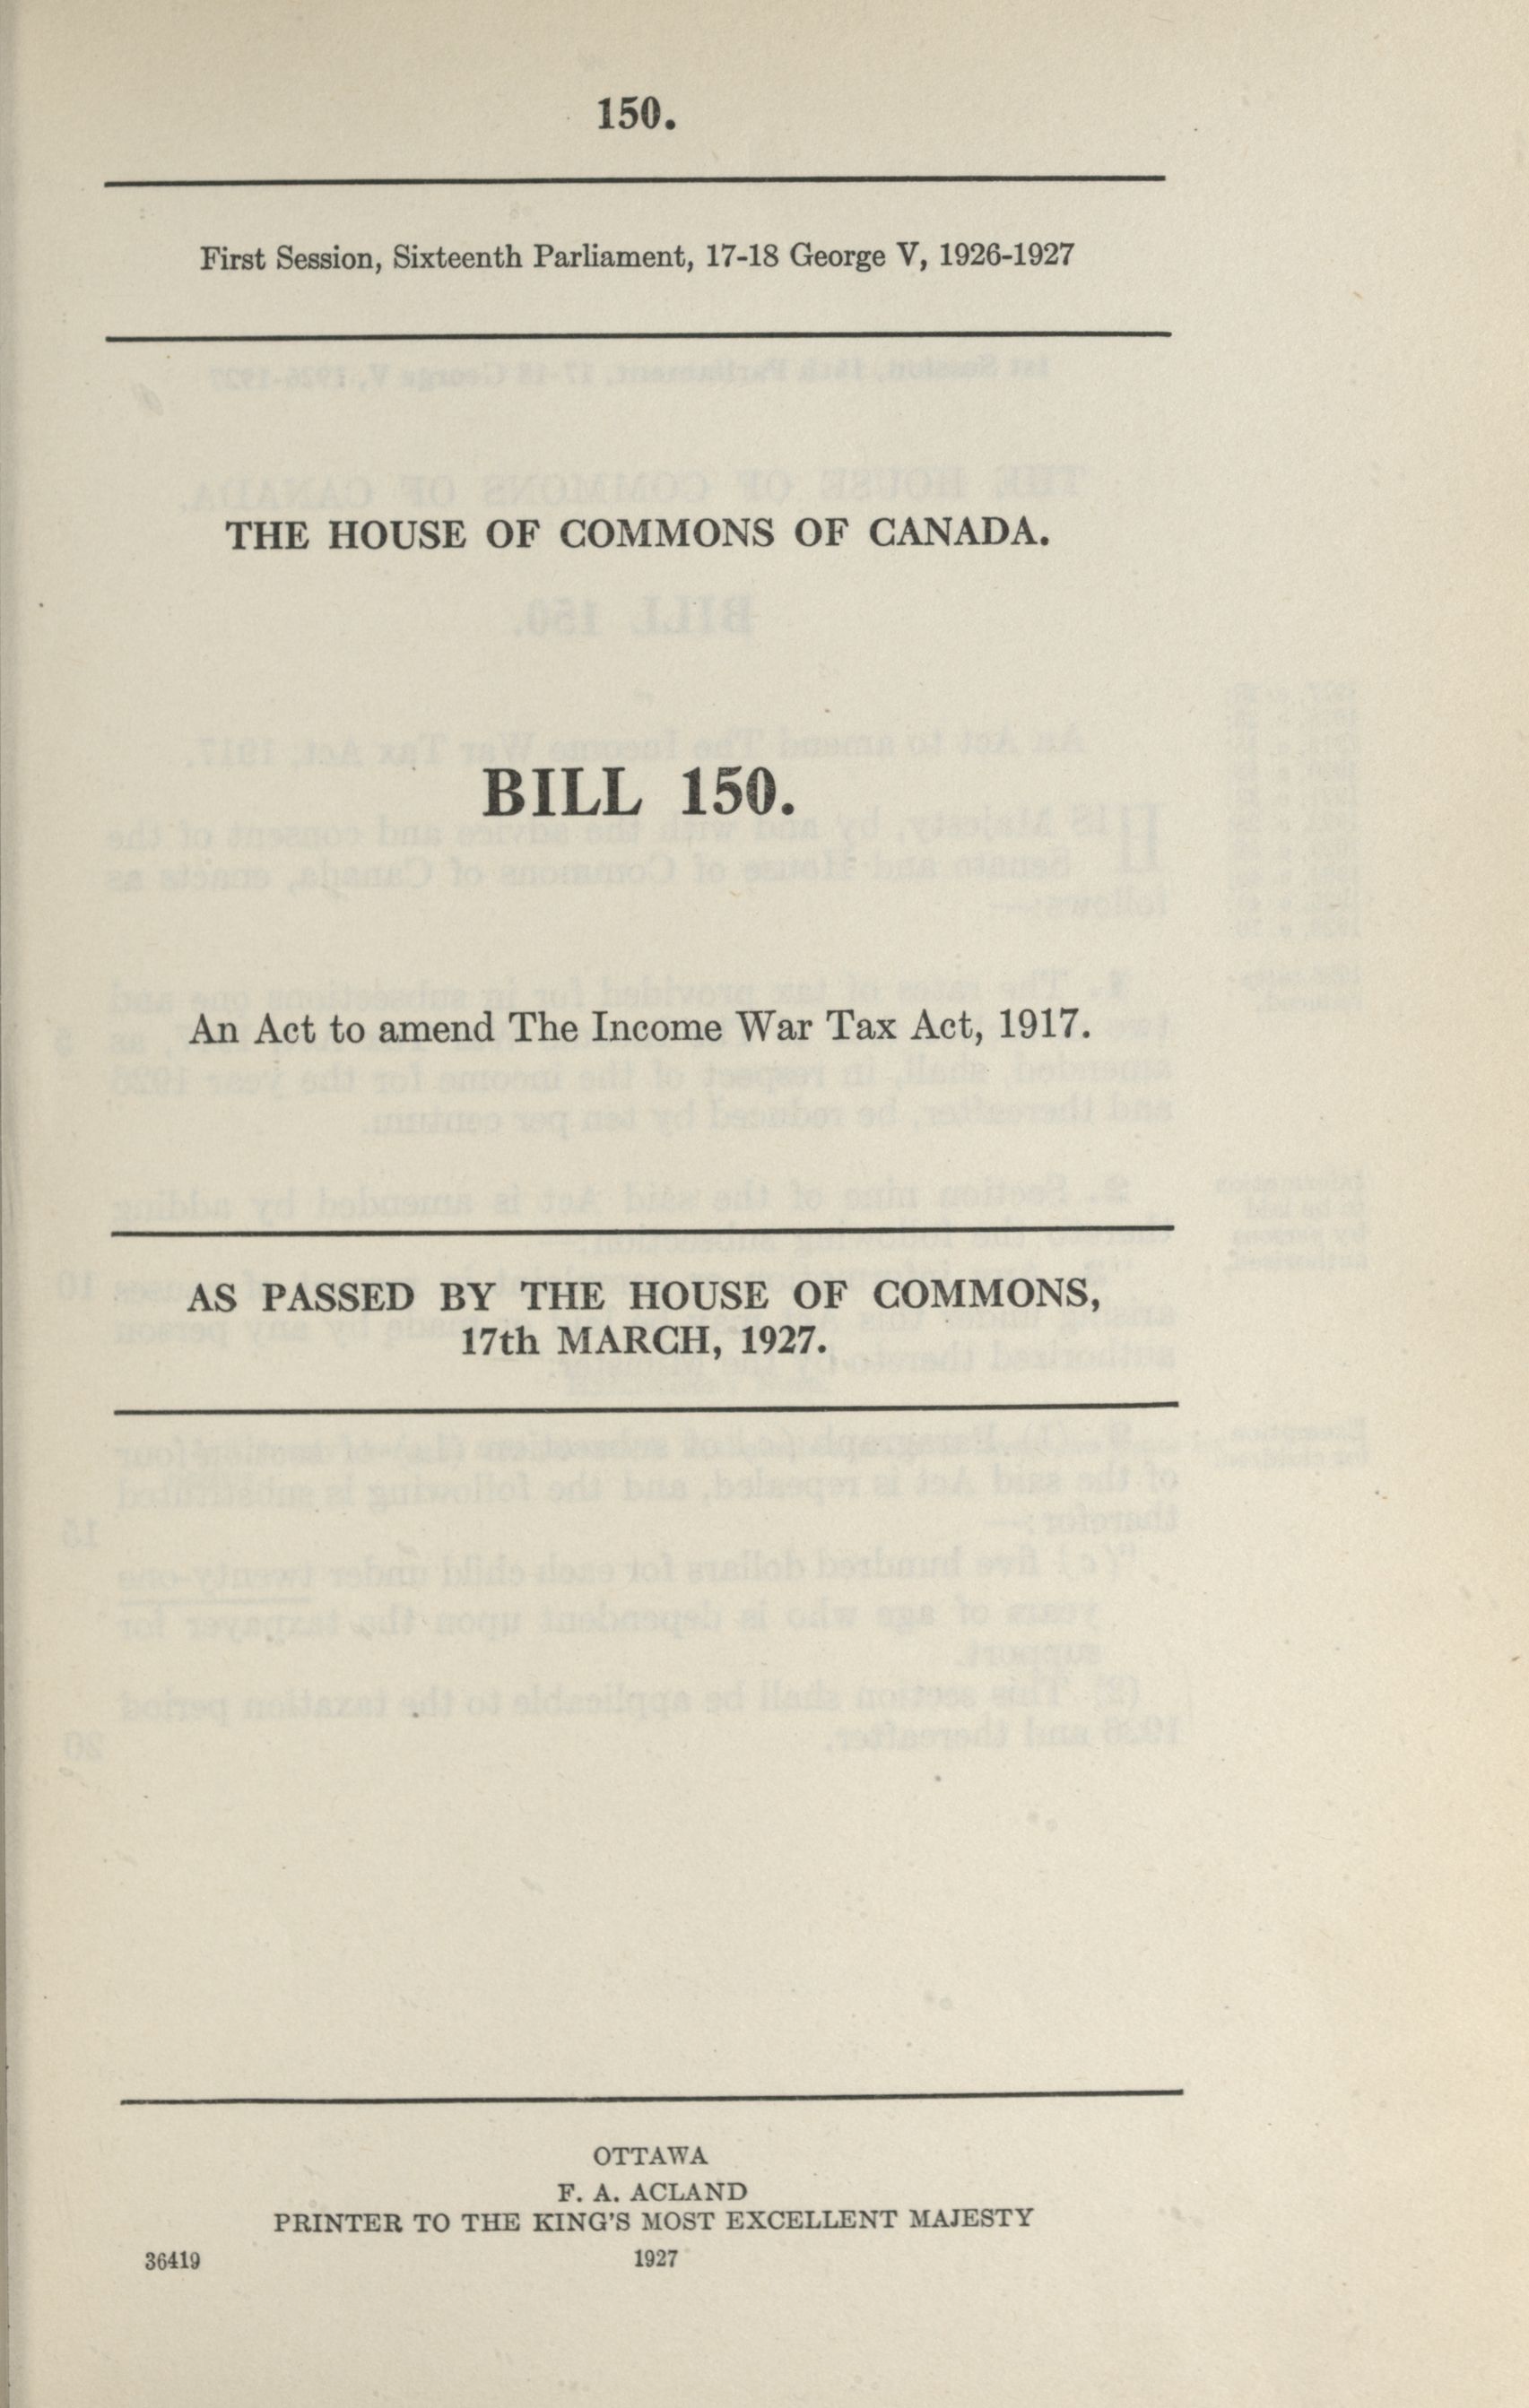 150.
First Session, Sixteenth Parliament, 17-18 George V, 1926-1927
THE HOUSE OF COMMONS OF CANADA.
BILL 150.
An Act to amend The Income War Tax Act, 1917.
AS PASSED BY THE HOUSE OF COMMONS,
17th MARCH, 1927.
OTTAWA
F. A. ACLAND
PRINTER TO THE KING'S MOST EXCELLENT MAJESTY
36419 1927